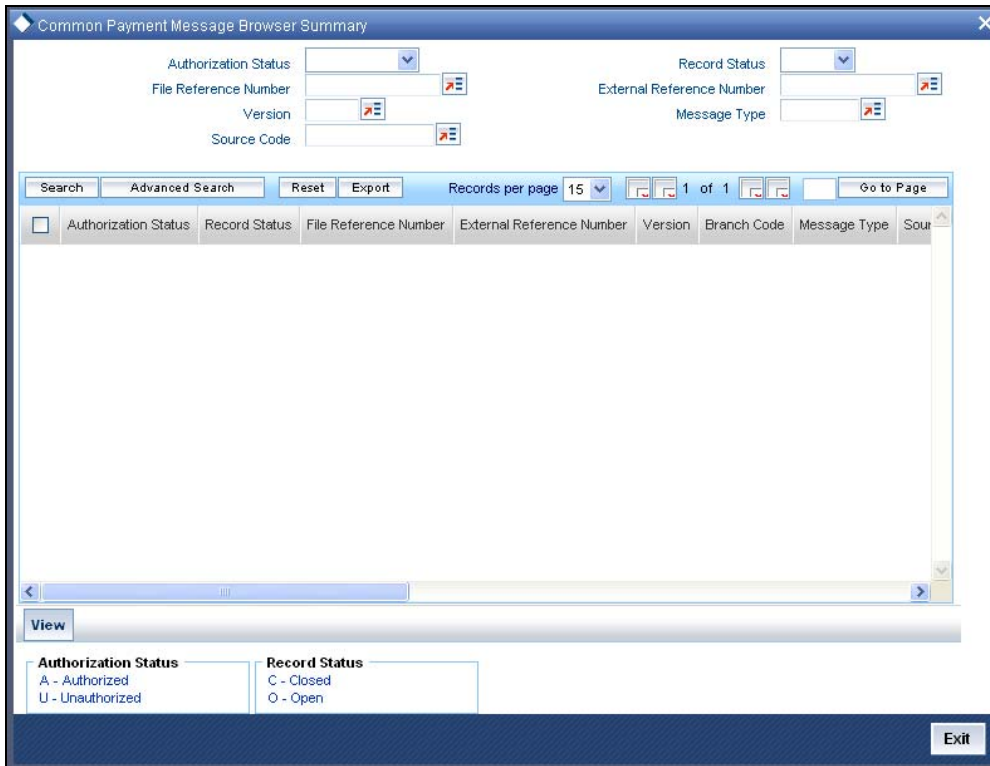 Common Payment Message Browser Summary
Authorization Status
Record Status
File Reference Number
External Reference Number
Version
Message Type
Source Code
Search Advanced Search Reset Export Records per page 15 1 of 1 Go to Page
Authorization Status Record Status File Reference Number External Reference Number Version Branch Code Message Type Sour
View
Authorization Status Record Status
A - Authorized C - Closed
U - Unauthorized O - Open
Exit